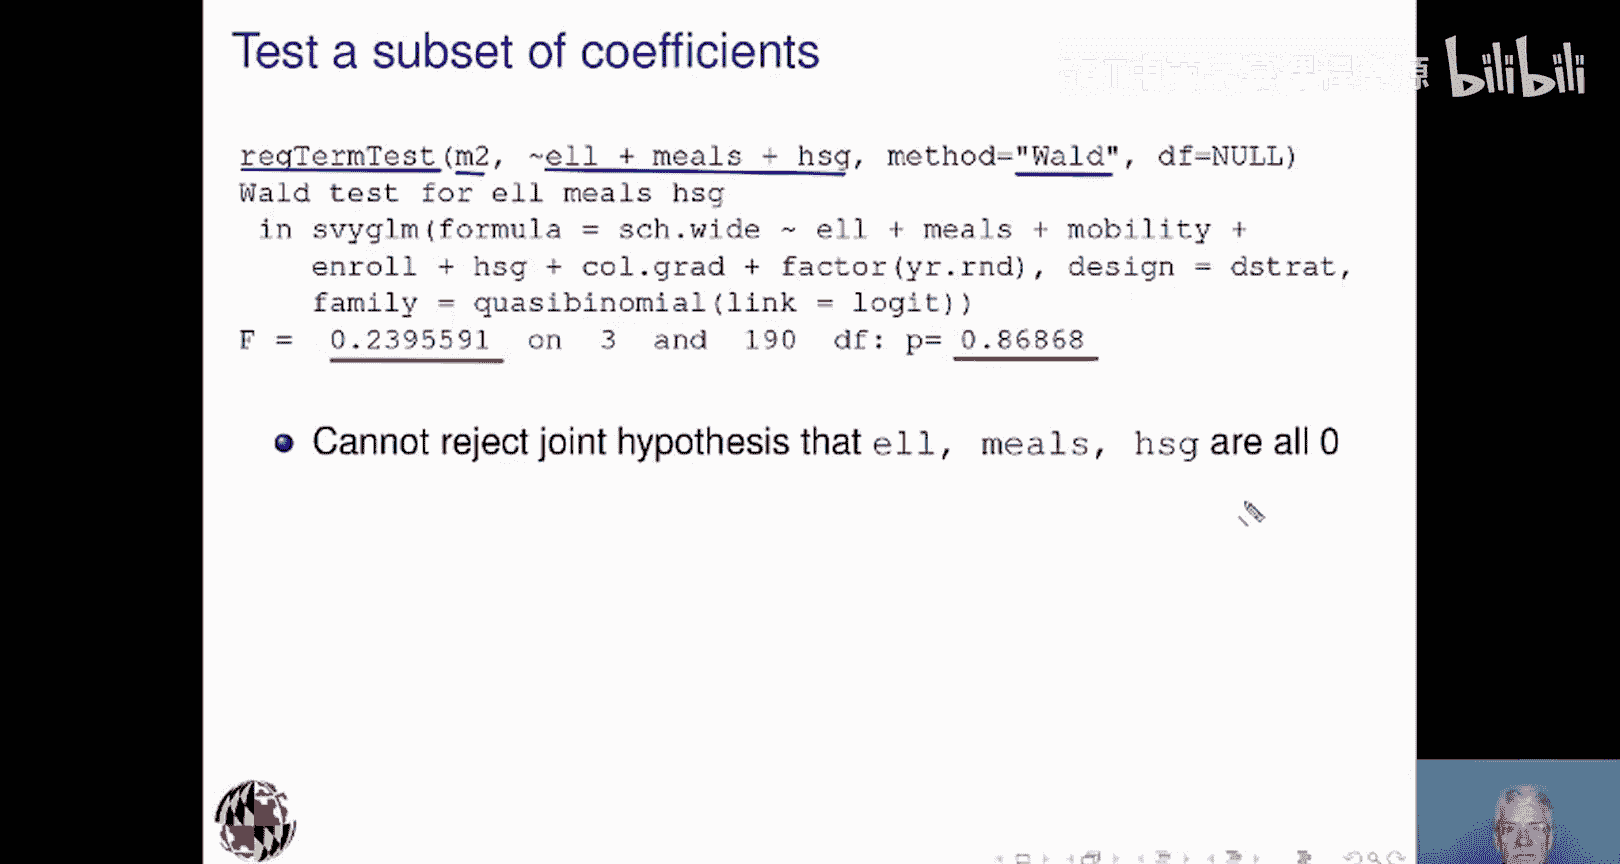 Test a subset of coefficients
bilibili
regTermTest(m2, ~ell + meals + hsg, method="Wald", df=NULL)
Wald test for ell meals hsg
in svyglm(formula = sch.wide ~ ell + meals + mobility +
enroll + hsg + col.grad + factor(yr.rnd), design = dstrat,
family = quasibinomial(link = logit))
F = 0.2395591 on 3 and 190 df: p= 0.86868
Cannot reject joint hypothesis that ell, meals, hsg are all 0